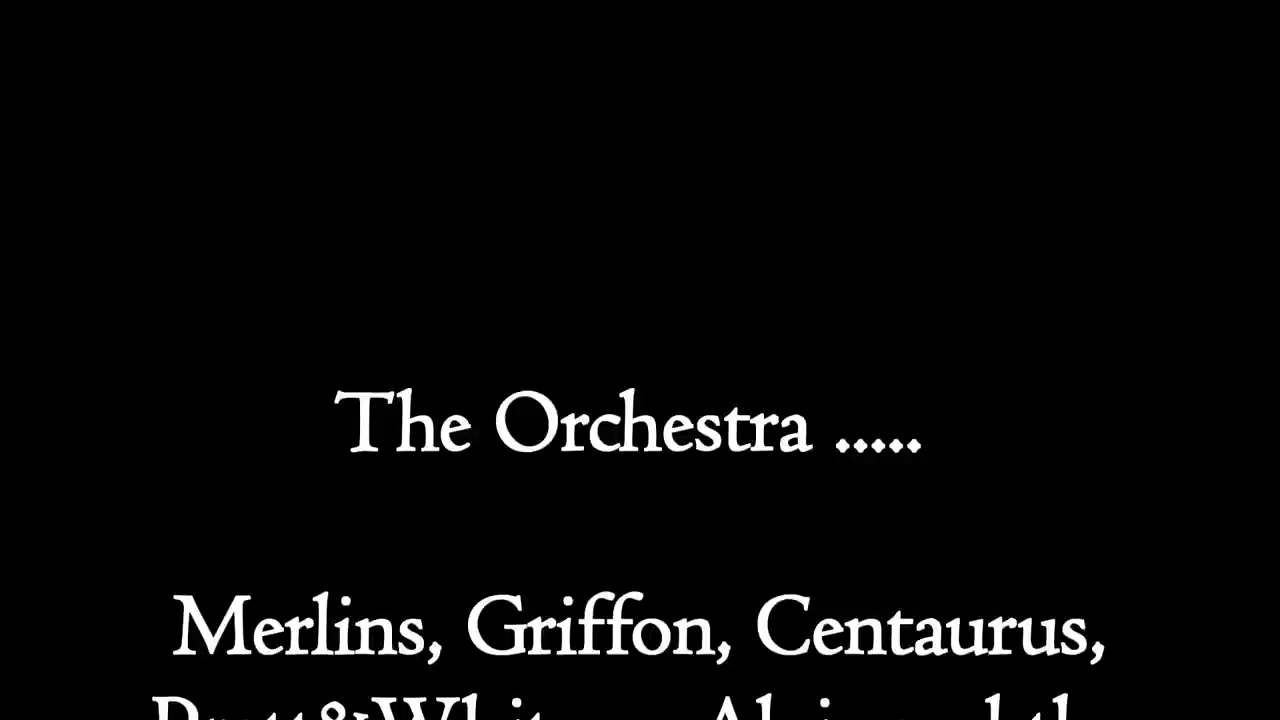 The Orchestra .....
Merlins, Griffon, Centaurus,